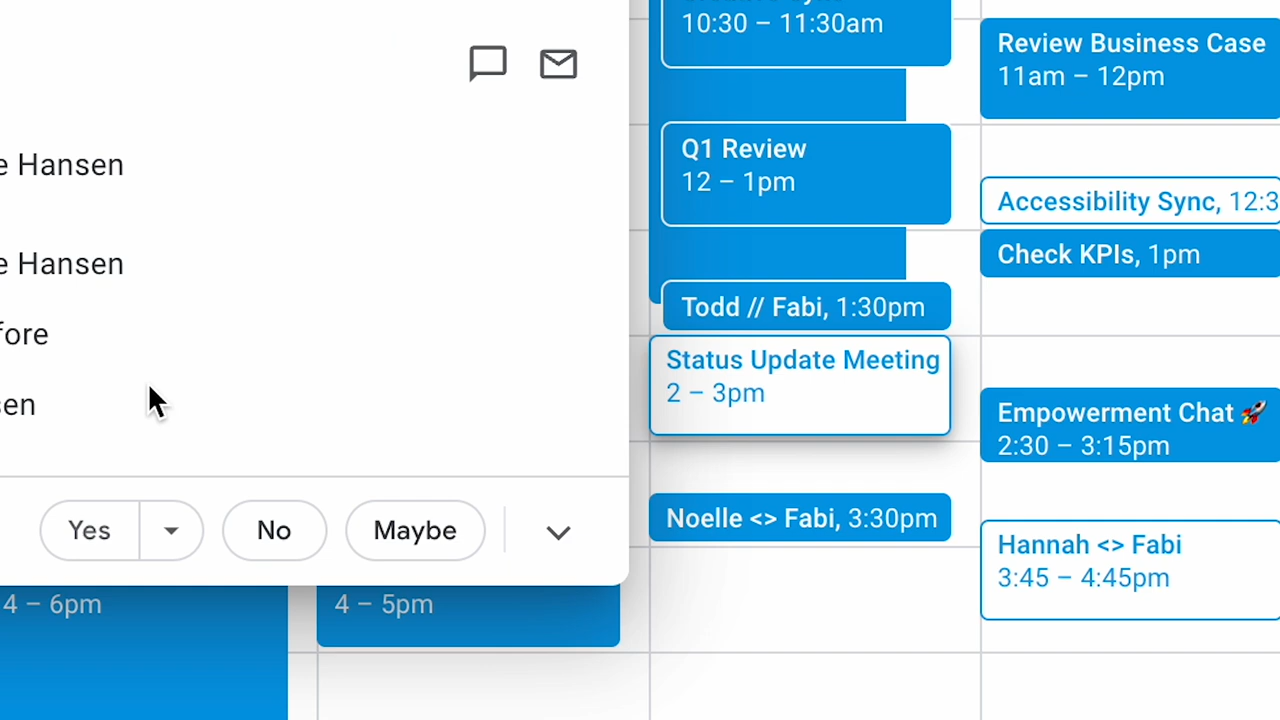 e Hansen
e Hansen
fore
sen
Yes
No
Maybe
4 – 6pm
4 – 5pm
10:30 – 11:30am
Q1 Review
12 – 1pm
Todd // Fabi, 1:30pm
Status Update Meeting
2 – 3pm
Noelle <> Fabi, 3:30pm
Review Business Case
11am – 12pm
Accessibility Sync, 12:3
Check KPIs, 1pm
Empowerment Chat 🚀
2:30 – 3:15pm
Hannah <> Fabi
3:45 – 4:45pm